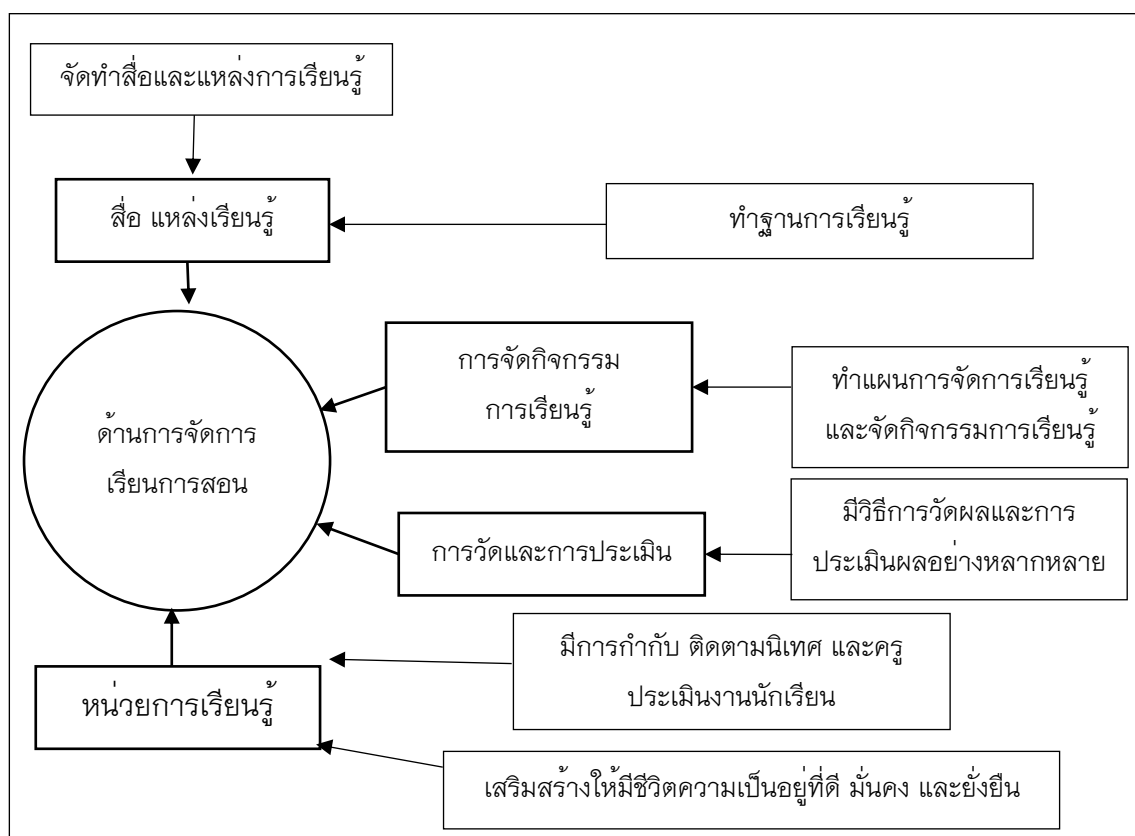 จัดทำสื่อและแหล่งการเรียนรู้
สื่อ แหล่งเรียนรู้
ทำฐานการเรียนรู้
การจัดกิจกรรม
การเรียนรู้
ทำแผนการจัดการเรียนรู้
และจัดกิจกรรมการเรียนรู้
ด้านการจัดการ
เรียนการสอน
การวัดและการประเมิน
มีวิธีการวัดผลและการ
ประเมินผลอย่างหลากหลาย
หน่วยการเรียนรู้
มีการกำกับ ติดตามนิเทศ และครู
ประเมินงานนักเรียน
เสริมสร้างให้มีชีวิตความเป็นอยู่ที่ดี มั่นคง และยั่งยืน